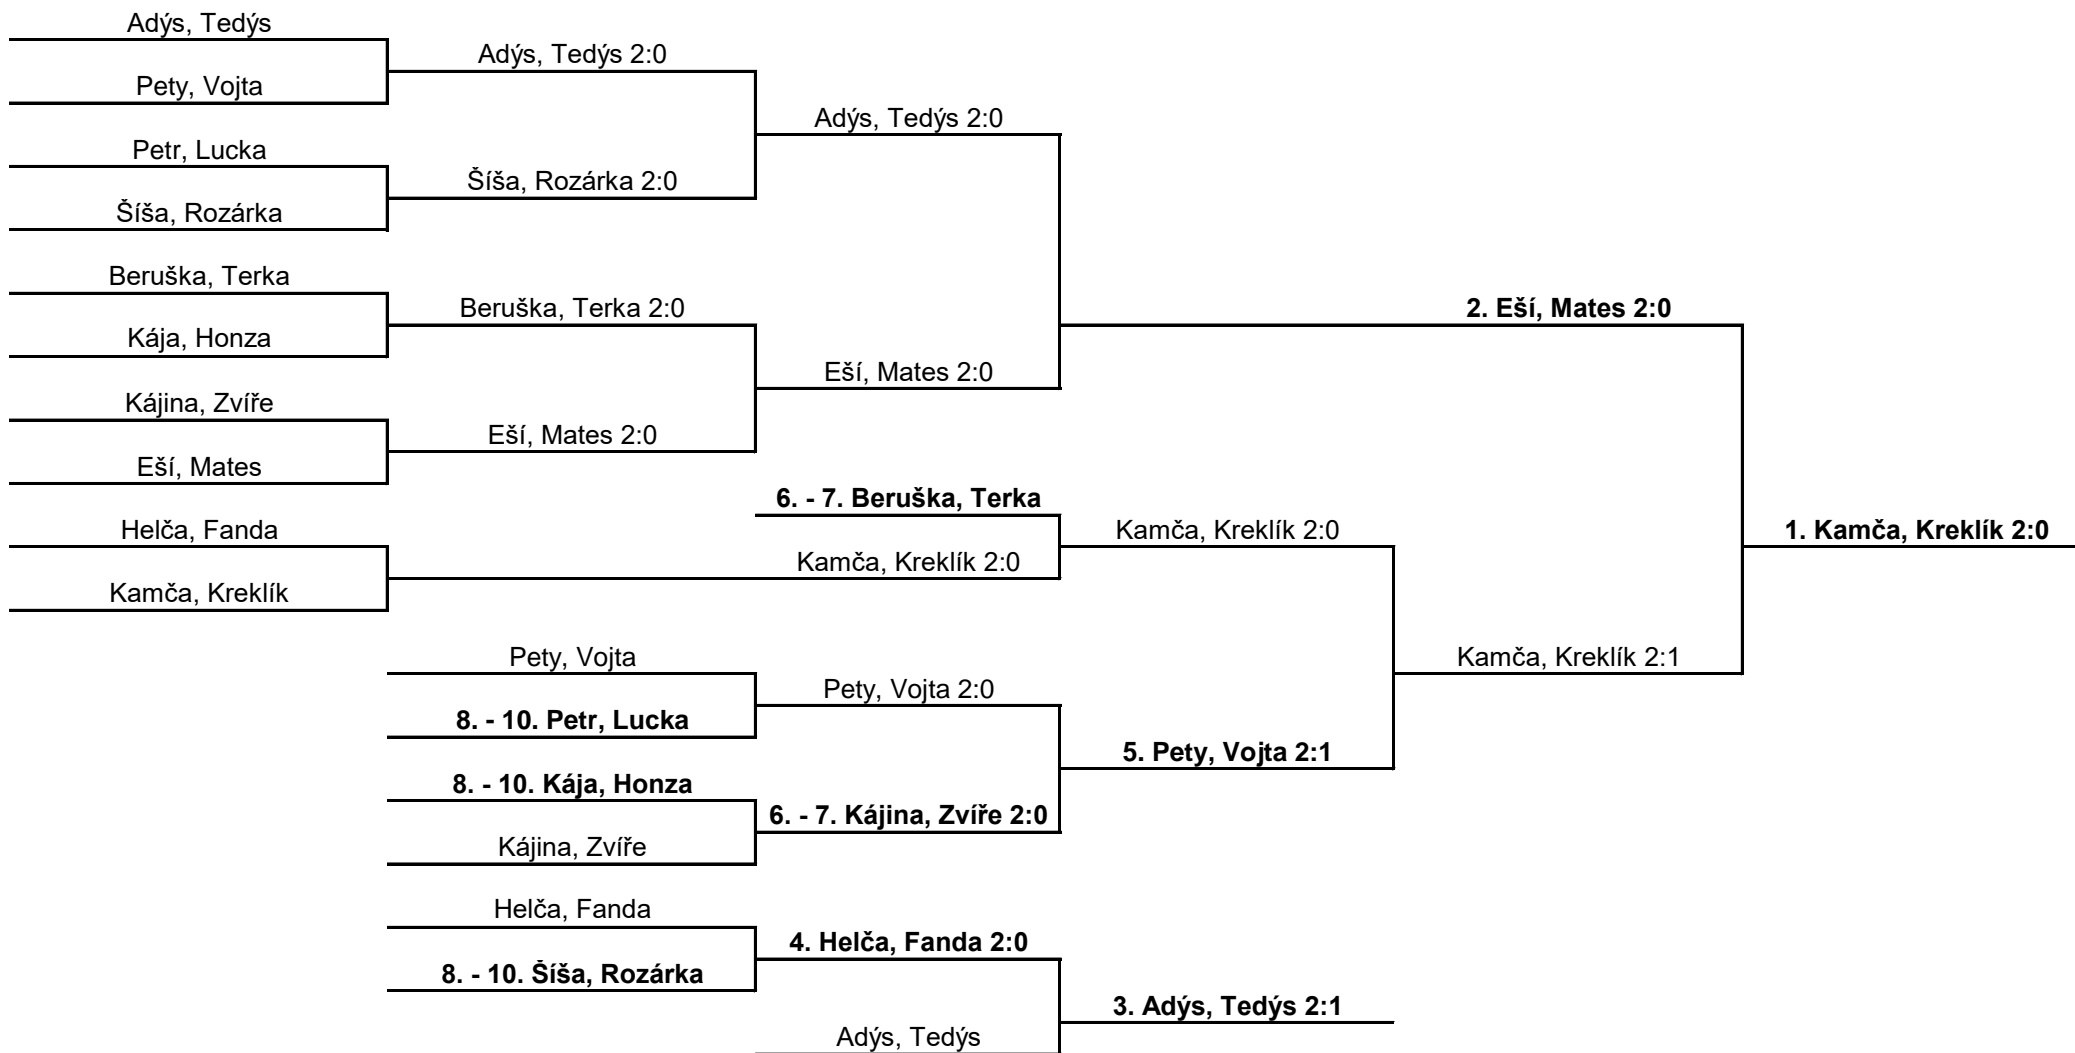 Adýs, Tedýs
Adýs, Tedýs 2:0
Pety, Vojta
Adýs, Tedýs 2:0
Petr, Lucka
Šíša, Rozárka 2:0
Šíša, Rozárka
Beruška, Terka
Beruška, Terka 2:0
2. Eší, Mates 2:0
Kája, Honza
Eší, Mates 2:0
Kájina, Zvíře
Eší, Mates 2:0
Eší, Mates
6. - 7. Beruška, Terka
Helča, Fanda
Kamča, Kreklík 2:0
1. Kamča, Kreklík 2:0
Kamča, Kreklík 2:0
Kamča, Kreklík
Pety, Vojta
Kamča, Kreklík 2:1
Pety, Vojta 2:0
8. - 10. Petr, Lucka
5. Pety, Vojta 2:1
8. - 10. Kája, Honza
6. - 7. Kájina, Zvíře 2:0
Kájina, Zvíře
Helča, Fanda
4. Helča, Fanda 2:0
8. - 10. Šíša, Rozárka
3. Adýs, Tedýs 2:1
Adýs, Tedýs